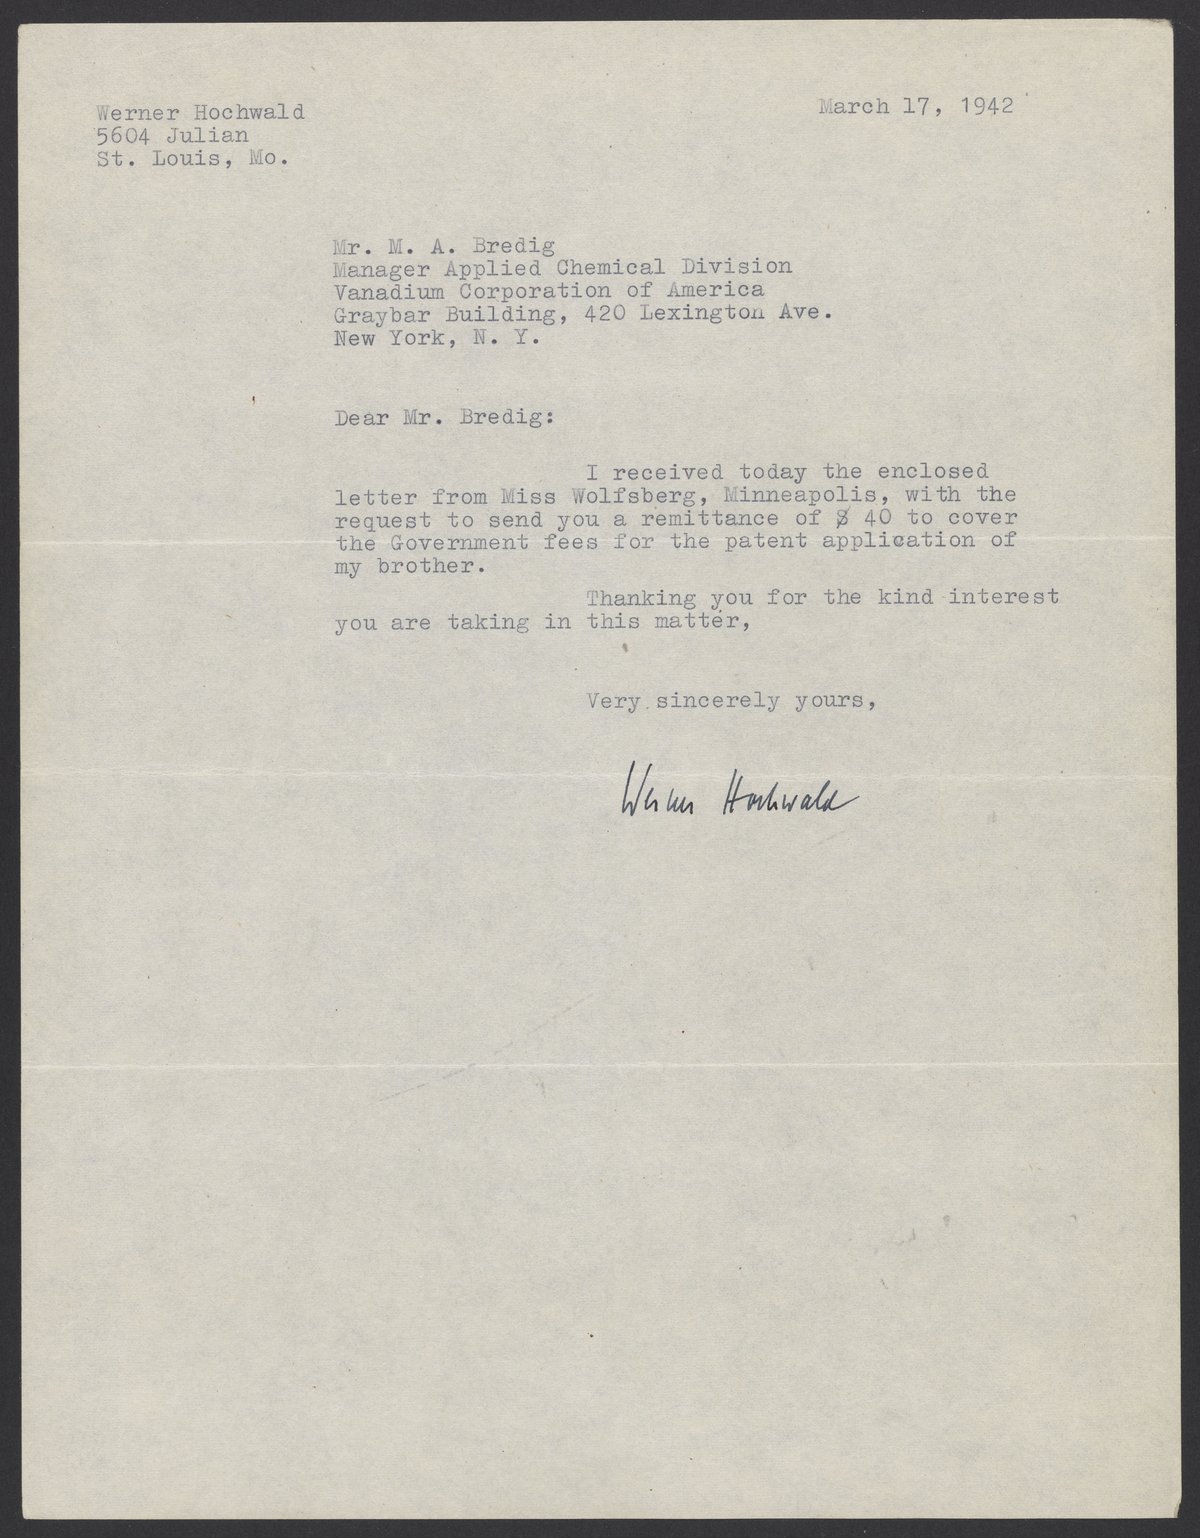 Werner Hochwald
5604 Julian
St. Louis, Mo.
March 17, 1942
Mr. M. A. Bredig
Manager Applied Chemical Division
Vanadium Corporation of America
Graybar Building, 420 Lexington Ave.
New York, N. Y.
Dear Mr. Bredig:
I received today the enclosed
letter from Miss Wolfsberg, Minneapolis, with the
request to send you a remittance of $ 40 to cover
the Government fees for the patent application of
my brother.
Thanking you for the kind interest
you are taking in this matter,
Very sincerely yours,
Werner Hochwald